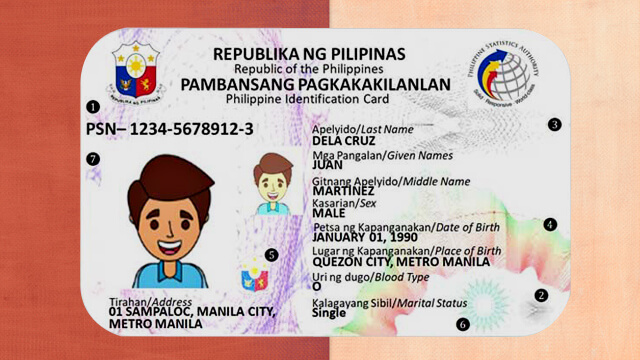 REPUBLIKA NG PILIPINAS
Republic of the Philippines
PAMBANSANG PAGKAKAKILANLAN
Philippine Identification Card
REPUBLIKA NG PILIPINAS
PHILIPPINE STATISTICS AUTHORITY
Solid • Responsive • World-class
1
PSN– 1234-5678912-3
7
Apelyido/Last Name
3
DELA CRUZ
Mga Pangalan/Given Names
JUAN
Gitnang Apelyido/Middle Name
MARTINEZ
Kasarian/Sex
MALE
Petsa ng Kapanganakan/Date of Birth
4
JANUARY 01, 1990
Lugar ng Kapanganakan/Place of Birth
5
QUEZON CITY, METRO MANILA
Uri ng dugo/Blood Type
O
2
Kalagayang Sibil/Marital Status
Single
6
Tirahan/Address
01 SAMPALOC, MANILA CITY,
METRO MANILA